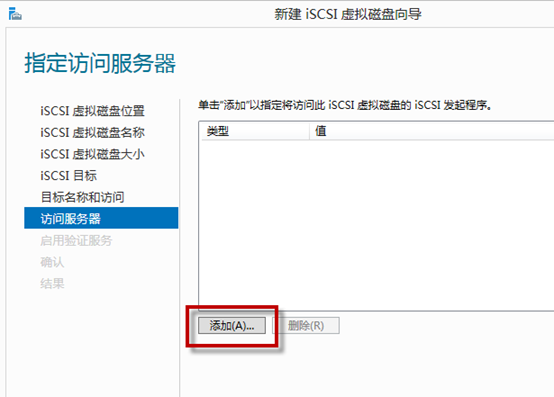 新建 iSCSI 虚拟磁盘向导
指定访问服务器
iSCSI 虚拟磁盘位置
iSCSI 虚拟磁盘名称
iSCSI 虚拟磁盘大小
iSCSI 目标
目标名称和访问
访问服务器
启用验证服务
确认
结果
单击"添加"以指定将访问此 iSCSI 虚拟磁盘的 iSCSI 发起程序。
类型 值
添加(A)... 删除(R)